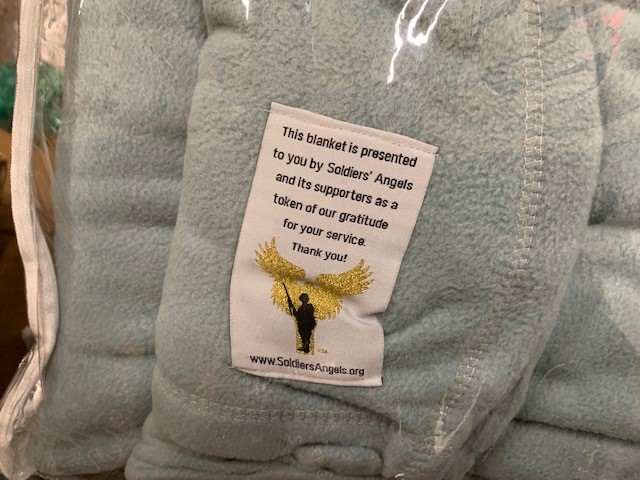 This blanket is presented
to you by Soldiers' Angels
and its supporters as a
token of our gratitude
for your service.
Thank you!
www.SoldiersAngels.org